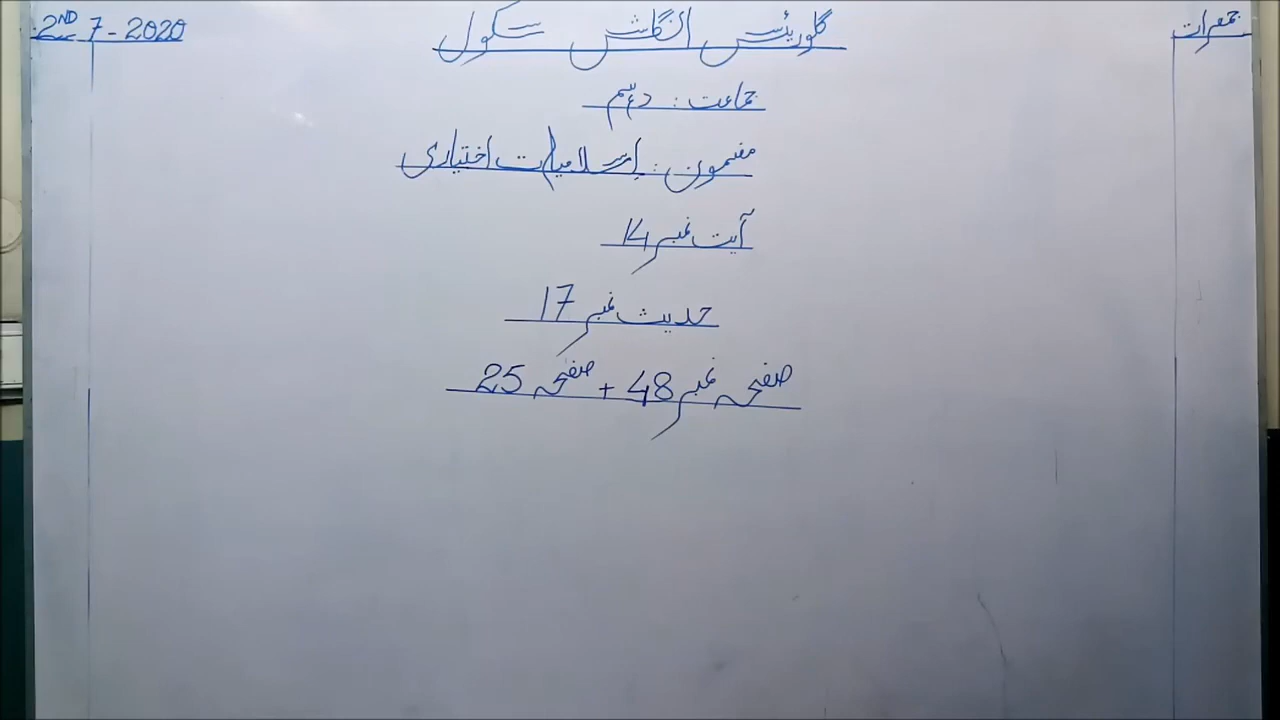 جمعرات
گلوریئس انگلش سکول
2ND 7 - 2020
جماعت : دہم
مضمون : اسلامیات اختیاری
آیت نمبر 14
حدیث نمبر 17
صفحہ نمبر 48 + صفحہ 25